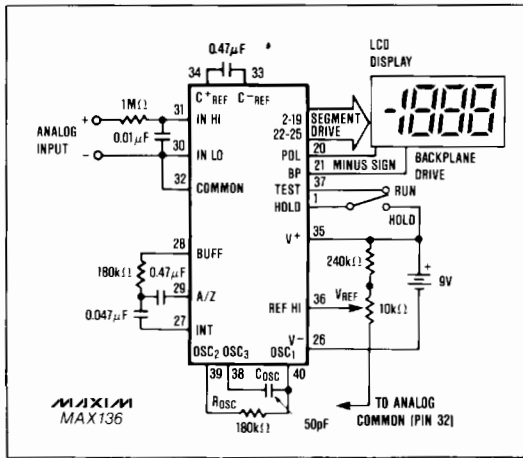 0.47µF
34
33
C+REF
C-REF
LCD
DISPLAY
-1888
1MΩ
31
IN HI
ANALOG
INPUT
+
0.01µF
-
30
IN LO
32
COMMON
2-19
22-25
SEGMENT
DRIVE
POL
20
MINUS SIGN
BP
21
BACKPLANE
DRIVE
TEST
37
RUN
HOLD
1
HOLD
V+
35
240kΩ
+
9V
28
BUFF
180kΩ
0.47µF
29
A/Z
0.047µF
27
INT
REF HI
36
VREF
10kΩ
V-
26
OSC2
OSC3
OSC1
39
38
COSC
40
ROSC
180kΩ
50pF
TO ANALOG
COMMON (PIN 32)
MAXIM
MAX136